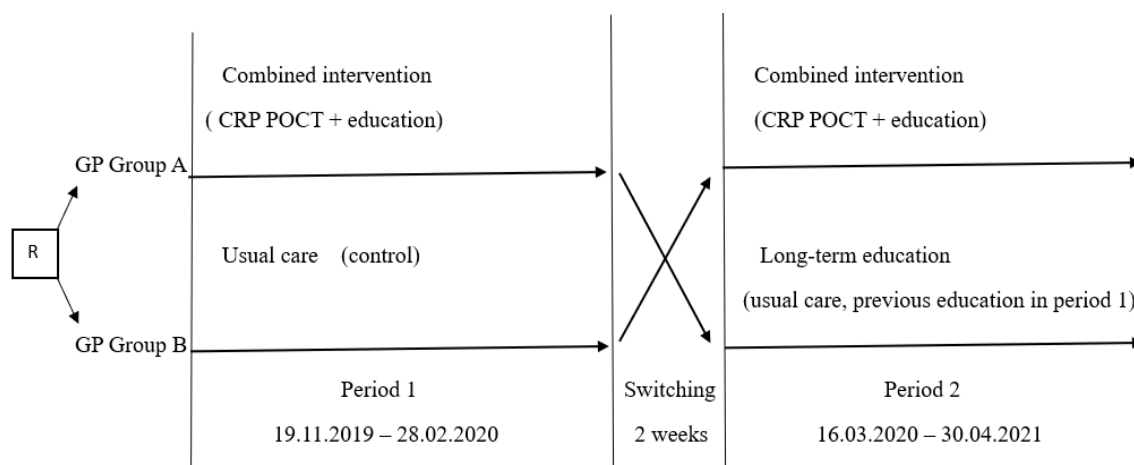 Combined intervention
( CRP POCT + education)
GP Group A
R
Usual care (control)
GP Group B
Period 1
19.11.2019 – 28.02.2020
Switching
2 weeks
Combined intervention
(CRP POCT + education)
Long-term education
(usual care, previous education in period 1)
Period 2
16.03.2020 – 30.04.2021